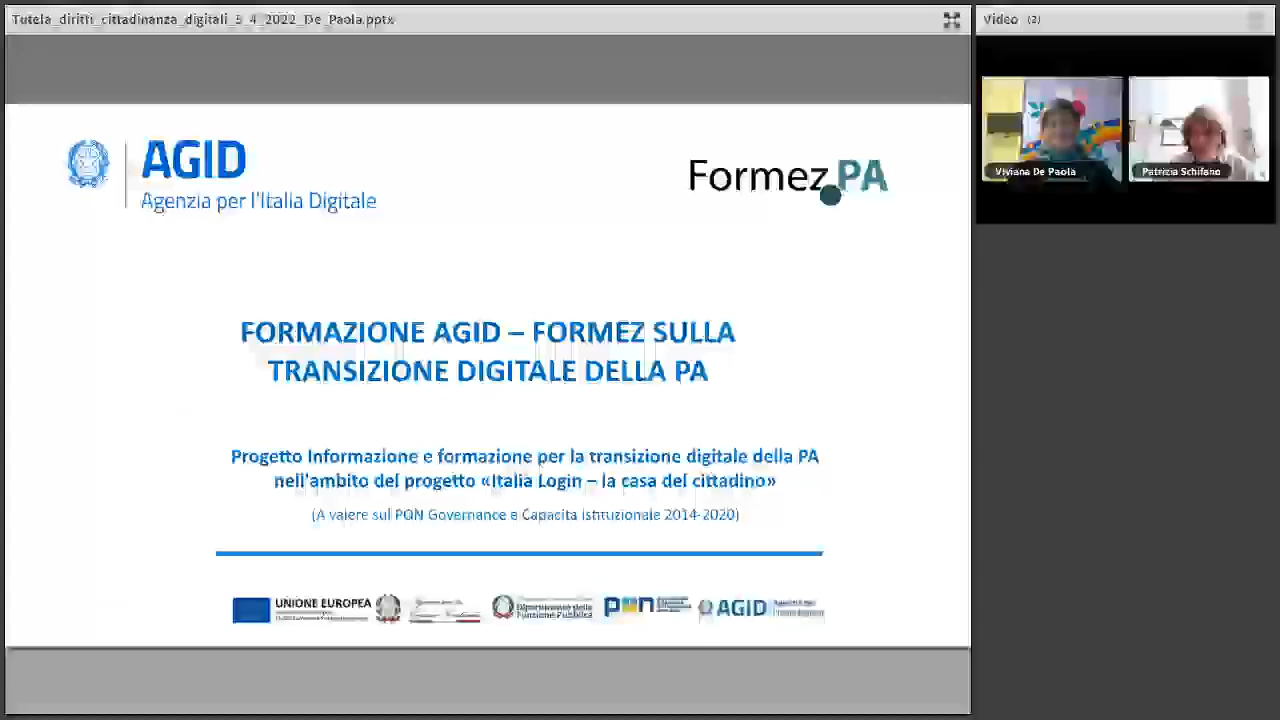 Tutela_diritti_cittadinanza_digitali_5_4_2022_De_Paola.pptx
Video (2)
Viviana De Paola
Patrizia Schifano
AGID
Agenzia per l'Italia Digitale
Formez PA
FORMAZIONE AGID – FORMEZ SULLA
TRANSIZIONE DIGITALE DELLA PA
Progetto Informazione e formazione per la transizione digitale della PA
nell'ambito del progetto «Italia Login – la casa del cittadino»
(A valere sul PON Governance e Capacità Istituzionale 2014-2020)
UNIONE EUROPEA
Dipartimento della
Funzione Pubblica
pon
AGID